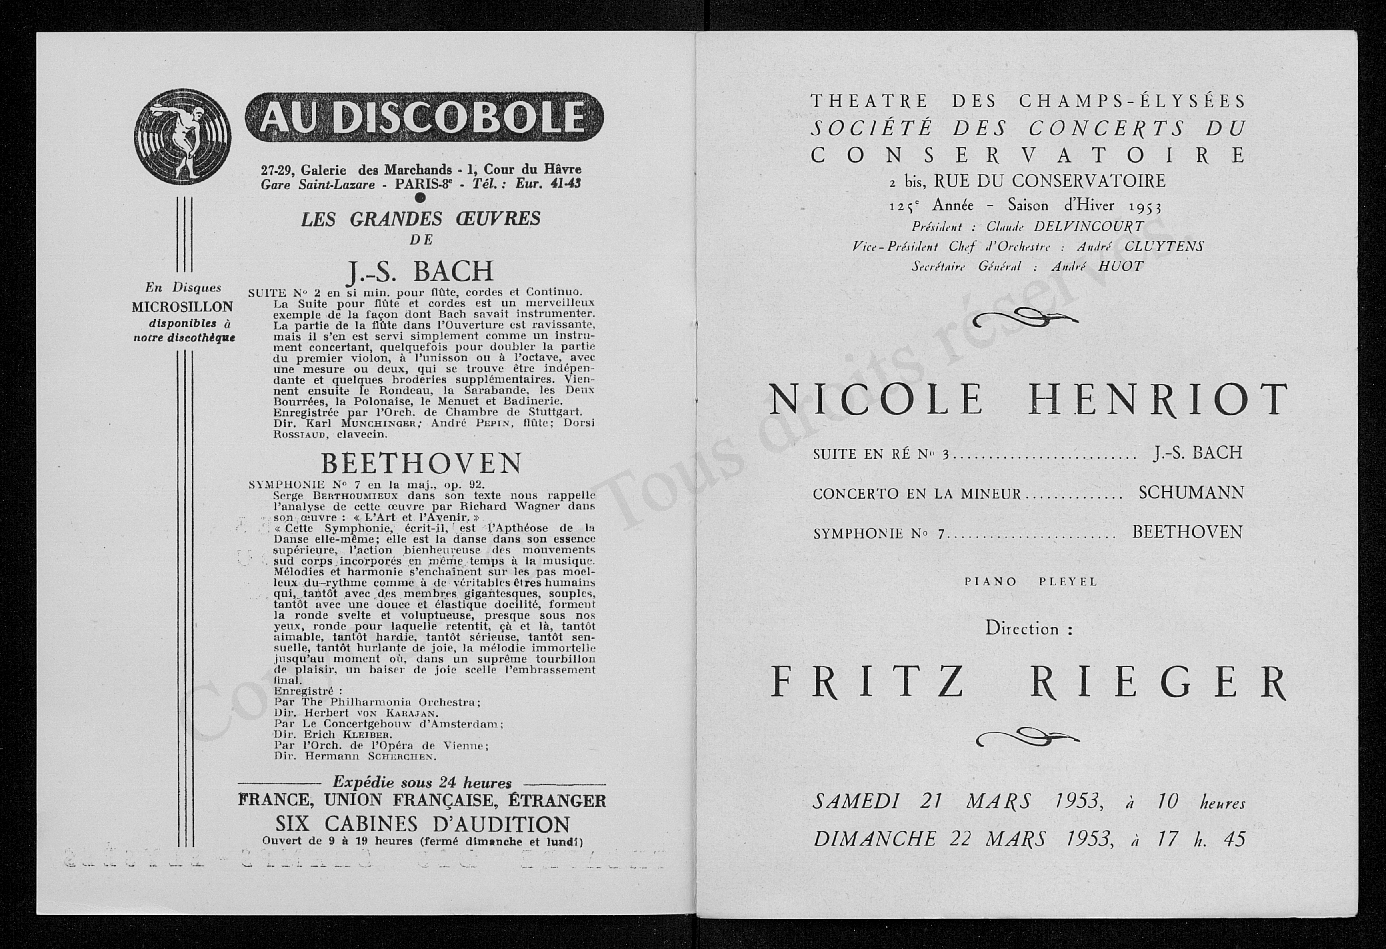 AU DISCOBOLE
27-29, Galerie des Marchands - 1, Cour du Hâvre
Gare Saint-Lazare - PARIS-8e - Tél. : Eur. 41-43
LES GRANDES ŒUVRES
DE
J.-S. BACH
En Disques
MICROSILLON
disponibles à
notre discothèque
SUITE No 2 en si min. pour flûte, cordes et Continuo.
La Suite pour flûte et cordes est un merveilleux
exemple de la façon dont Bach savait instrumenter.
La partie de la flûte dans l'Ouverture est ravissante,
mais il s'en est servi simplement comme un instru-
ment concertant, quelquefois pour doubler la partie
du premier violon, à l'unisson ou à l'octave, avec
une mesure ou deux, qui se trouve être indépen-
dante et quelques broderies supplémentaires. Vien-
nent ensuite le Rondeau, la Sarabande, les Deux
Bourrées, la Polonaise, le Menuet et Badinerie.
Enregistrée par l'Orch. de Chambre de Stuttgart.
Dir. Karl MUNCHINGER; André PEPIN, flûte; Dorsi
ROSSIAUD, clavecin.
BEETHOVEN
SYMPHONIE No 7 en la maj., op. 92.
Serge BERTHOUMIEUX dans son texte nous rappelle
l'analyse de cette œuvre par Richard Wagner dans
son œuvre : « L'Art et l'Avenir. »
« Cette Symphonie, écrit-il, est l'Apthéose de la
Danse elle-même; elle est la danse dans son essence
supérieure, l'action bienheureuse des mouvements
sud corps incorporés en même temps à la musique.
Mélodies et harmonie s'enchaînent sur les pas moel-
leux du rythme comme à de véritables êtres humains
qui, tantôt avec des membres gigantesques, souples,
tantôt avec une douce et élastique docilité, forment
la ronde svelte et voluptueuse, presque sous nos
yeux, ronde pour laquelle retentit, çà et là, tantôt
aimable, tantôt hardie, tantôt sérieuse, tantôt sen-
suelle, tantôt hurlante de joie, la mélodie immortelle
jusqu'au moment où, dans un suprême tourbillon
de plaisir, un baiser de joie scelle l'embrassement
final.
Enregistré :
Par The Philharmonia Orchestra;
Dir. Herbert VON KARAJAN.
Par Le Concertgebouw d'Amsterdam;
Dir. Erich KLEIBER.
Par l'Orch. de l'Opéra de Vienne;
Dir. Hermann SCHERCHEN.
Expédie sous 24 heures
FRANCE, UNION FRANÇAISE, ÉTRANGER
SIX CABINES D'AUDITION
Ouvert de 9 à 19 heures (fermé dimanche et lundi)
THEATRE DES CHAMPS-ÉLYSÉES
SOCIÉTÉ DES CONCERTS DU
CONSERVATOIRE
2 bis, RUE DU CONSERVATOIRE
125e Année - Saison d'Hiver 1953
Président : Claude DELVINCOURT
Vice-Président Chef d'Orchestre : André CLUYTENS
Secrétaire Général : André HUOT
NICOLE HENRIOT
SUITE EN RÉ No 3.......................... J.-S. BACH
CONCERTO EN LA MINEUR.............. SCHUMANN
SYMPHONIE No 7........................ BEETHOVEN
PIANO PLEYEL
Direction :
FRITZ RIEGER
SAMEDI 21 MARS 1953, à 10 heures
DIMANCHE 22 MARS 1953, à 17 h. 45
Tous droits réservés.